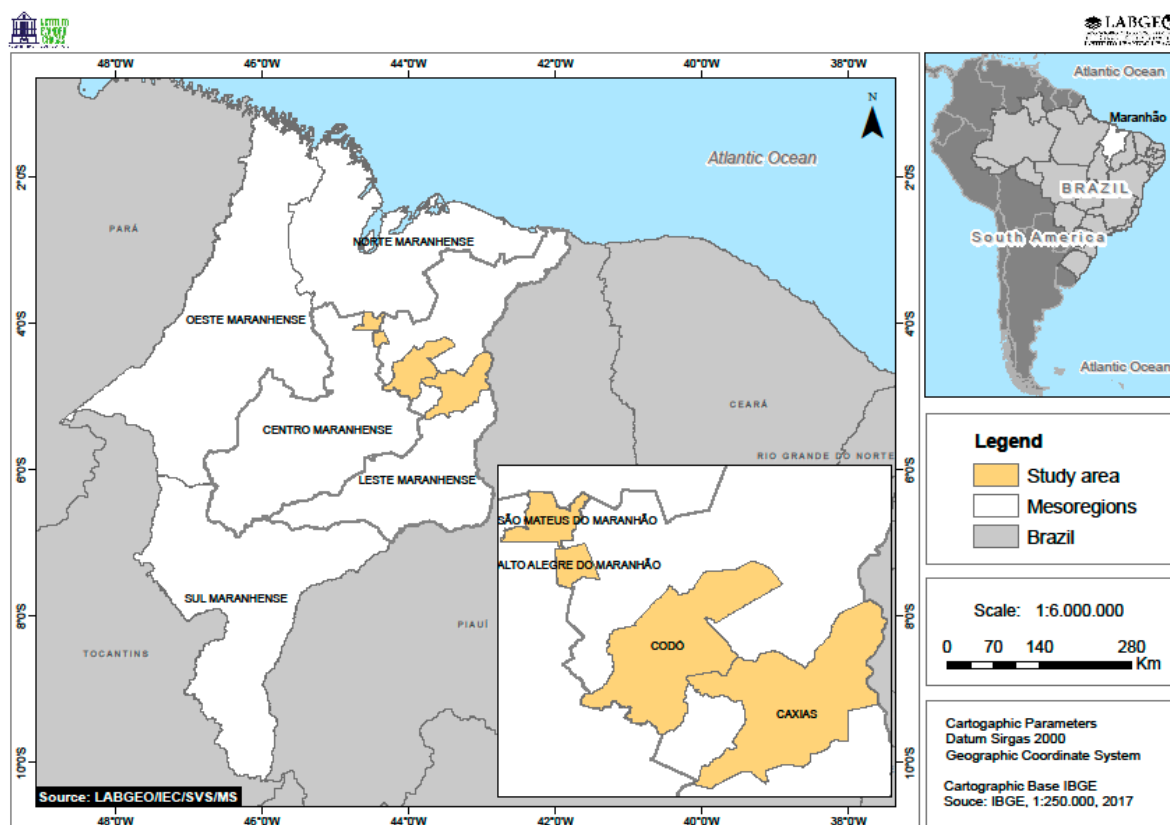 LABGEO
48°0'W 46°0'W 44°0'W 42°0'W 40°0'W 38°0'W
N
Atlantic Ocean
2°0'S
2°0'S
PARÁ
NORTE MARANHENSE
OESTE MARANHENSE
4°0'S
4°0'S
CEARÁ
CENTRO MARANHENSE
RIO GRANDE DO NORTE
6°0'S
6°0'S
LESTE MARANHENSE
SUL MARANHENSE
8°0'S
8°0'S
PIAUÍ
TOCANTINS
10°0'S
10°0'S
SÃO MATEUS DO MARANHÃO
ALTO ALEGRE DO MARANHÃO
CODÓ
CAXIAS
Source: LABGEO/IEC/SVS/MS
48°0'W 46°0'W 44°0'W 42°0'W 40°0'W 38°0'W
Atlantic Ocean
Maranhão
BRAZIL
South America
Atlantic Ocean
Legend
Study area
Mesoregions
Brazil
Scale: 1:6.000.000
0 70 140 280
Km
Cartogaphic Parameters
Datum Sirgas 2000
Geographic Coordinate System
Cartographic Base IBGE
Souce: IBGE, 1:250.000, 2017